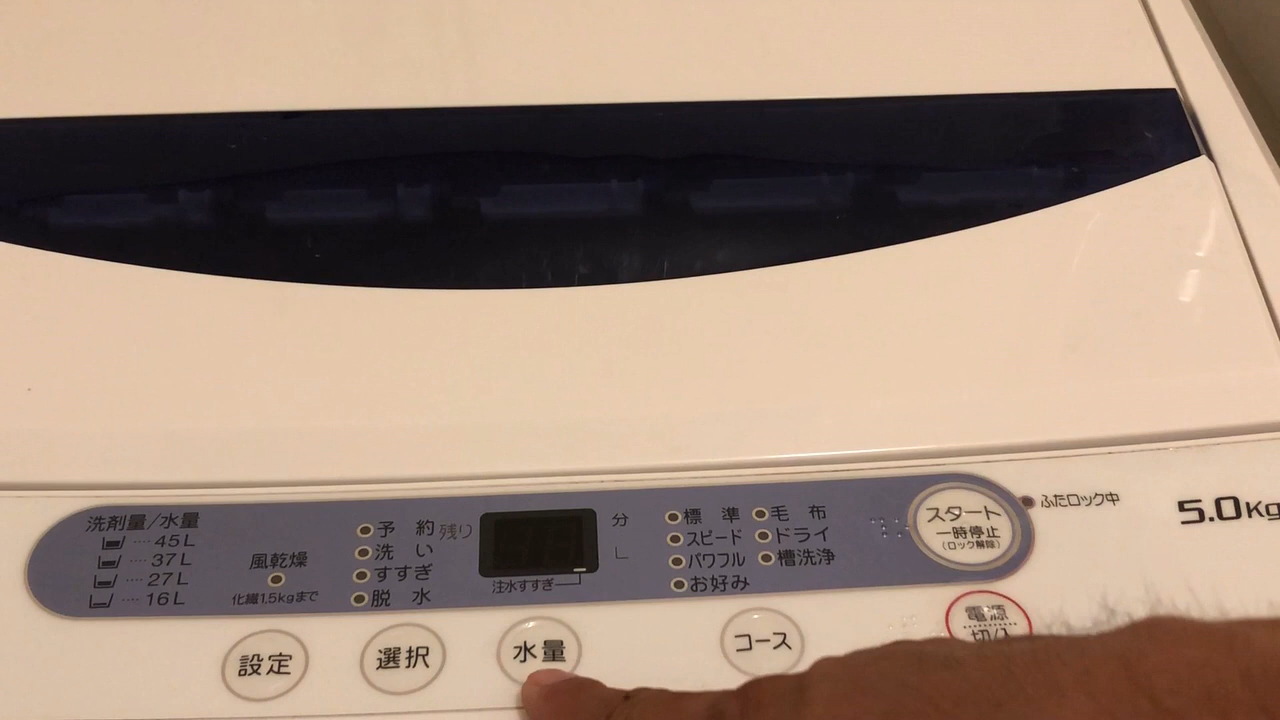 洗剤量/水量
45L
37L
27L
16L
風乾燥
化繊1.5kgまで
予約
洗い
すすぎ
脱水
残り
分
L
注水すすぎ
標準
スピード
パワフル
お好み
毛布
ドライ
槽洗浄
スタート
一時停止
(ロック解除)
ふたロック中
5.0Kg
設定
選択
水量
コース
電源
切/入